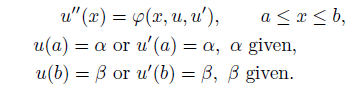 u″(x) = φ(x, u, u′), a ≤ x ≤ b,
u(a) = α or u′(a) = α, α given,
u(b) = β or u′(b) = β, β given.